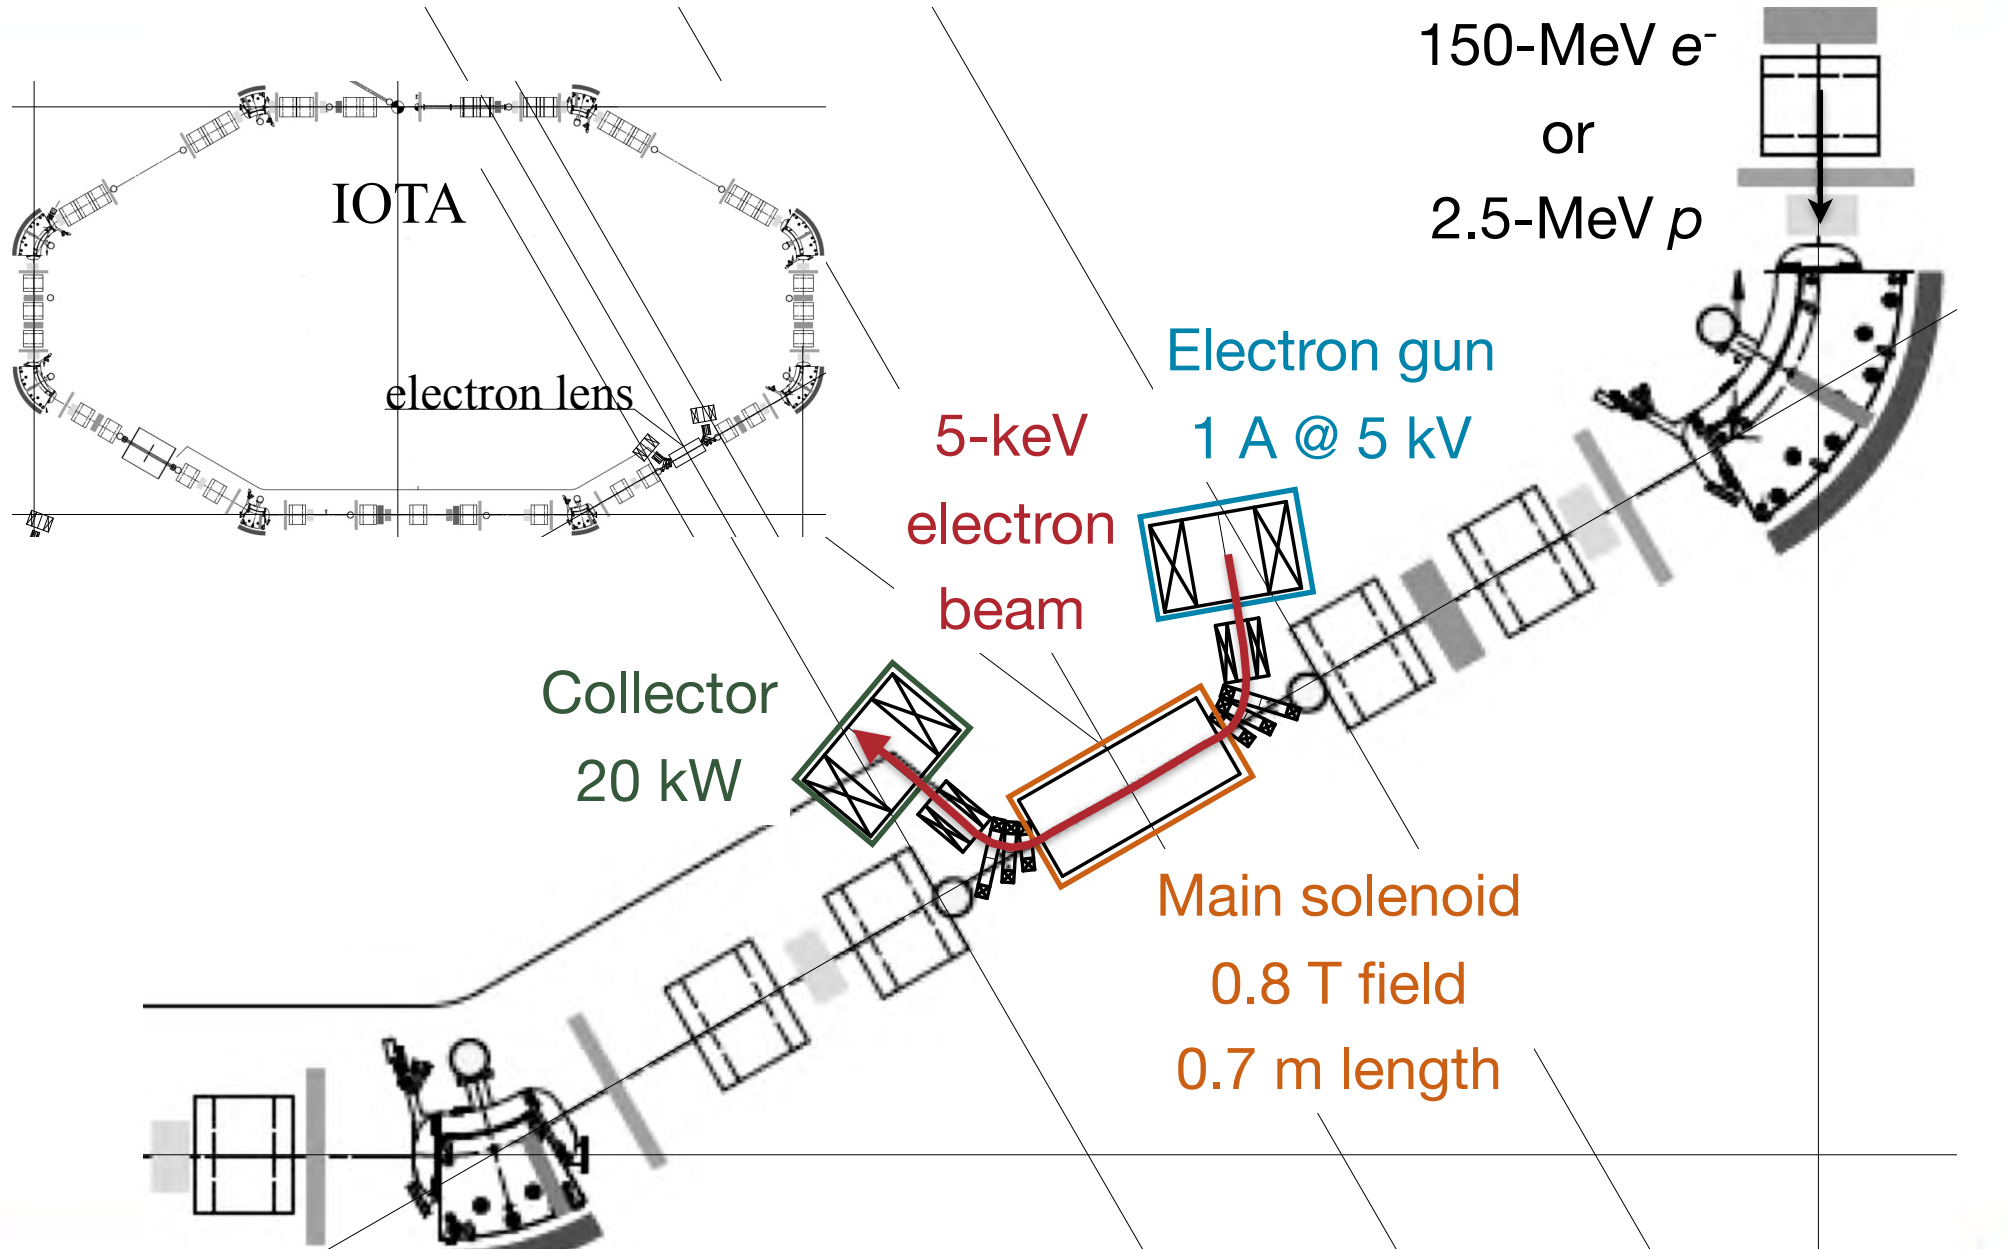 150-MeV e-
or
2.5-MeV p
IOTA
electron lens
Electron gun
1 A @ 5 kV
5-keV
electron
beam
Collector
20 kW
Main solenoid
0.8 T field
0.7 m length